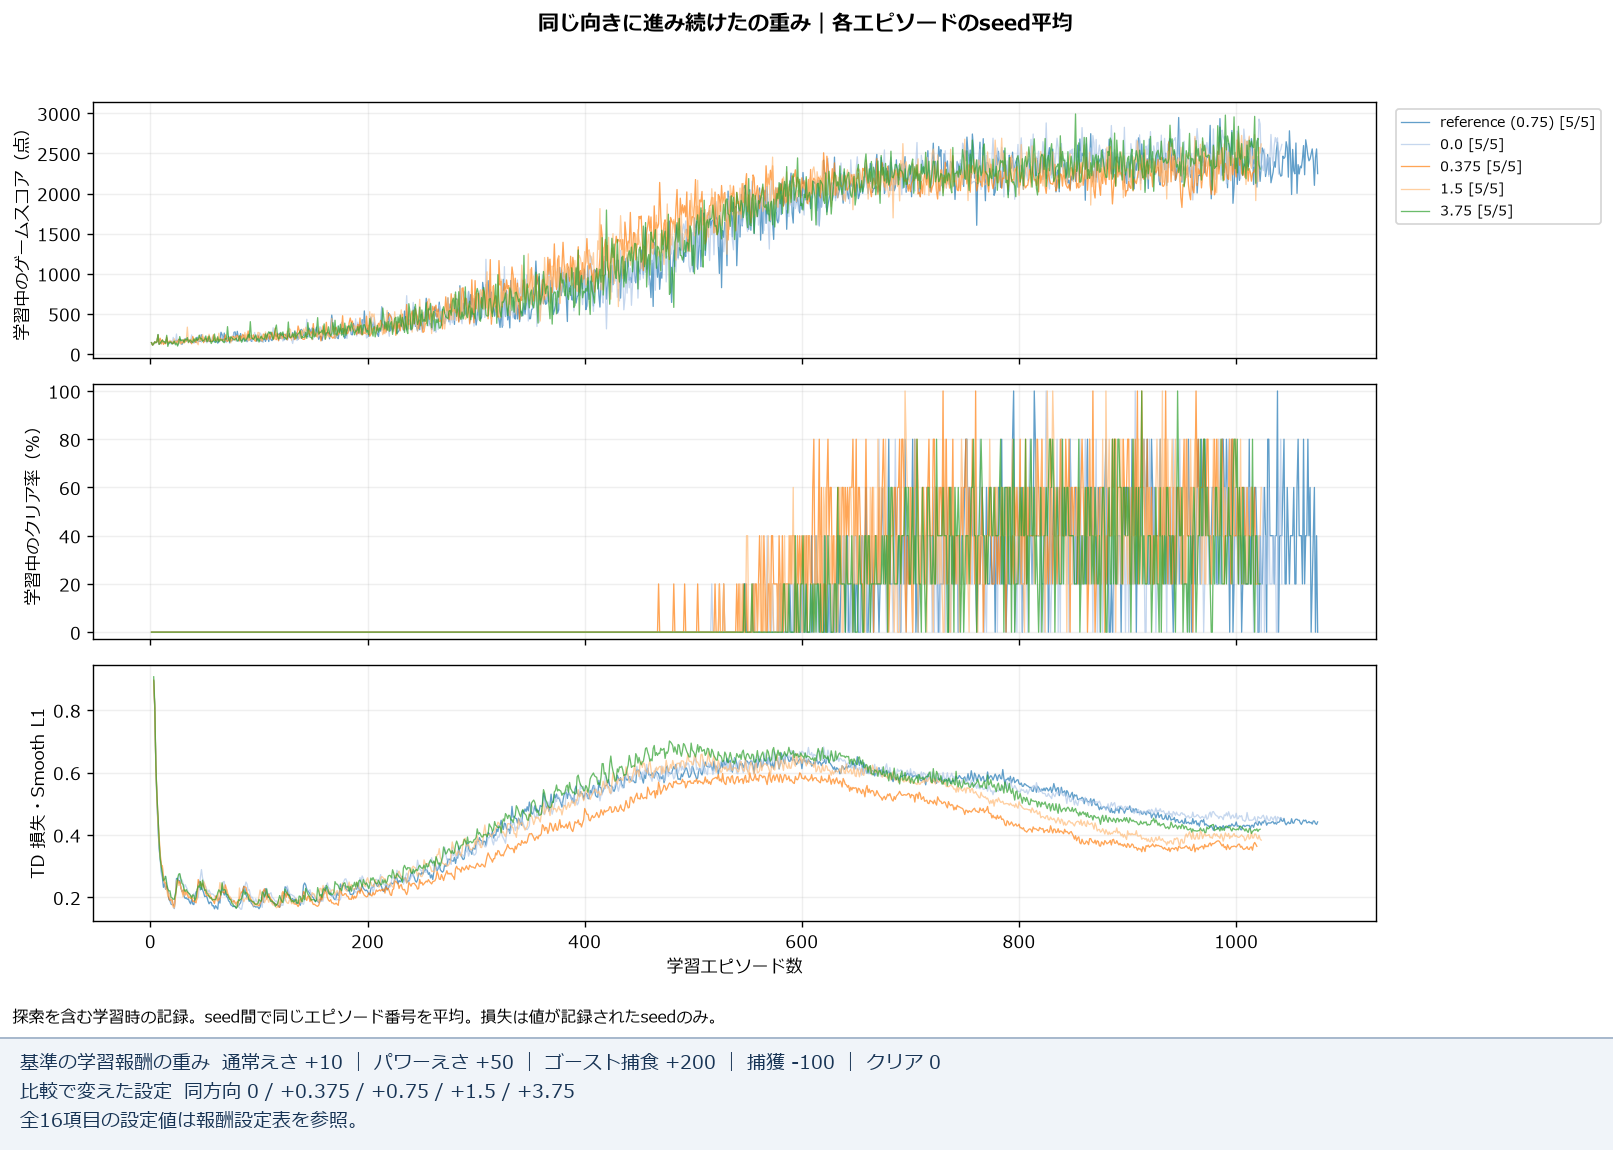 同じ向きに進み続けたの重み｜各エピソードのseed平均
学習中のゲームスコア（点）
3000
2500
2000
1500
1000
500
0
reference (0.75) [5/5]
0.0 [5/5]
0.375 [5/5]
1.5 [5/5]
3.75 [5/5]
学習中のクリア率（%）
100
80
60
40
20
0
TD 損失・Smooth L1
0.8
0.6
0.4
0.2
0 200 400 600 800 1000
学習エピソード数
探索を含む学習時の記録。seed間で同じエピソード番号を平均。損失は値が記録されたseedのみ。
基準の学習報酬の重み 通常えさ +10 ｜ パワーえさ +50 ｜ ゴースト捕食 +200 ｜ 捕獲 -100 ｜ クリア 0
比較で変えた設定 同方向 0 / +0.375 / +0.75 / +1.5 / +3.75
全16項目の設定値は報酬設定表を参照。